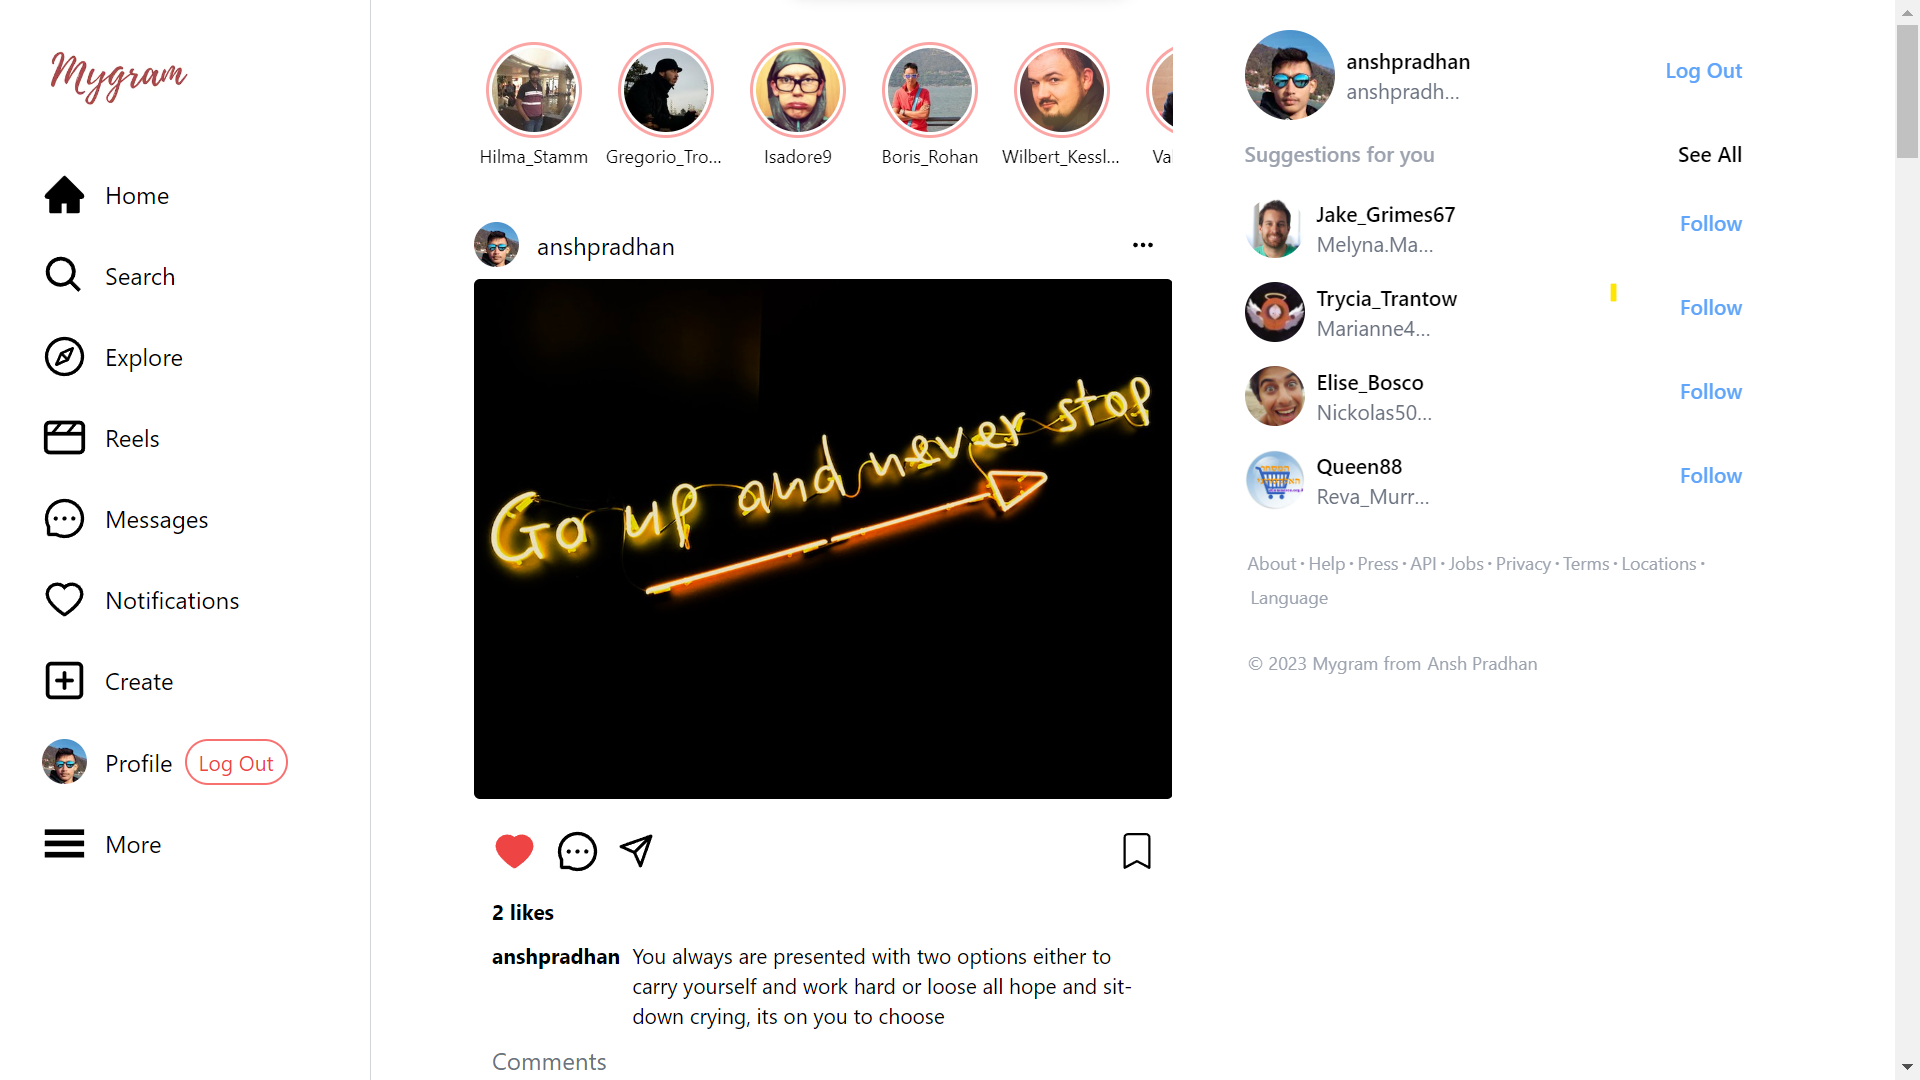 Mygram
Home
Search
Explore
Reels
Messages
Notifications
Create
Profile
Log Out
More
Hilma_Stamm
Gregorio_Tro...
Isadore9
Boris_Rohan
Wilbert_Kessl...
Va
anshpradhan
Go up and never stop
2 likes
anshpradhan You always are presented with two options either to
carry yourself and work hard or loose all hope and sit-
down crying, its on you to choose
Comments
anshpradhan
anshpradh...
Log Out
Suggestions for you
See All
Jake_Grimes67
Melyna.Ma...
Follow
Trycia_Trantow
Marianne4...
Follow
Elise_Bosco
Nickolas50...
Follow
Queen88
Reva_Murr...
Follow
About · Help · Press · API · Jobs · Privacy · Terms · Locations ·
Language
© 2023 Mygram from Ansh Pradhan